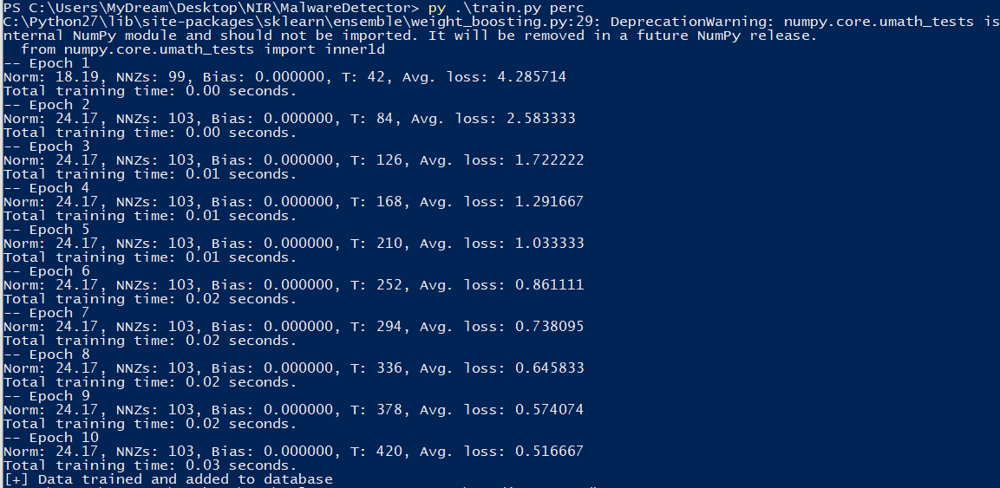 PS C:\Users\MyDream\Desktop\NIR\MalwareDetector> py .\train.py perc
C:\Python27\lib\site-packages\sklearn\ensemble\weight_boosting.py:29: DeprecationWarning: numpy.core.umath_tests is
nternal NumPy module and should not be imported. It will be removed in a future NumPy release.
from numpy.core.umath_tests import inner1d
-- Epoch 1
Norm: 18.19, NNZs: 99, Bias: 0.000000, T: 42, Avg. loss: 4.285714
Total training time: 0.00 seconds.
-- Epoch 2
Norm: 24.17, NNZs: 103, Bias: 0.000000, T: 84, Avg. loss: 2.583333
Total training time: 0.00 seconds.
-- Epoch 3
Norm: 24.17, NNZs: 103, Bias: 0.000000, T: 126, Avg. loss: 1.722222
Total training time: 0.01 seconds.
-- Epoch 4
Norm: 24.17, NNZs: 103, Bias: 0.000000, T: 168, Avg. loss: 1.291667
Total training time: 0.01 seconds.
-- Epoch 5
Norm: 24.17, NNZs: 103, Bias: 0.000000, T: 210, Avg. loss: 1.033333
Total training time: 0.01 seconds.
-- Epoch 6
Norm: 24.17, NNZs: 103, Bias: 0.000000, T: 252, Avg. loss: 0.861111
Total training time: 0.02 seconds.
-- Epoch 7
Norm: 24.17, NNZs: 103, Bias: 0.000000, T: 294, Avg. loss: 0.738095
Total training time: 0.02 seconds.
-- Epoch 8
Norm: 24.17, NNZs: 103, Bias: 0.000000, T: 336, Avg. loss: 0.645833
Total training time: 0.02 seconds.
-- Epoch 9
Norm: 24.17, NNZs: 103, Bias: 0.000000, T: 378, Avg. loss: 0.574074
Total training time: 0.02 seconds.
-- Epoch 10
Norm: 24.17, NNZs: 103, Bias: 0.000000, T: 420, Avg. loss: 0.516667
Total training time: 0.03 seconds.
[+] Data trained and added to database